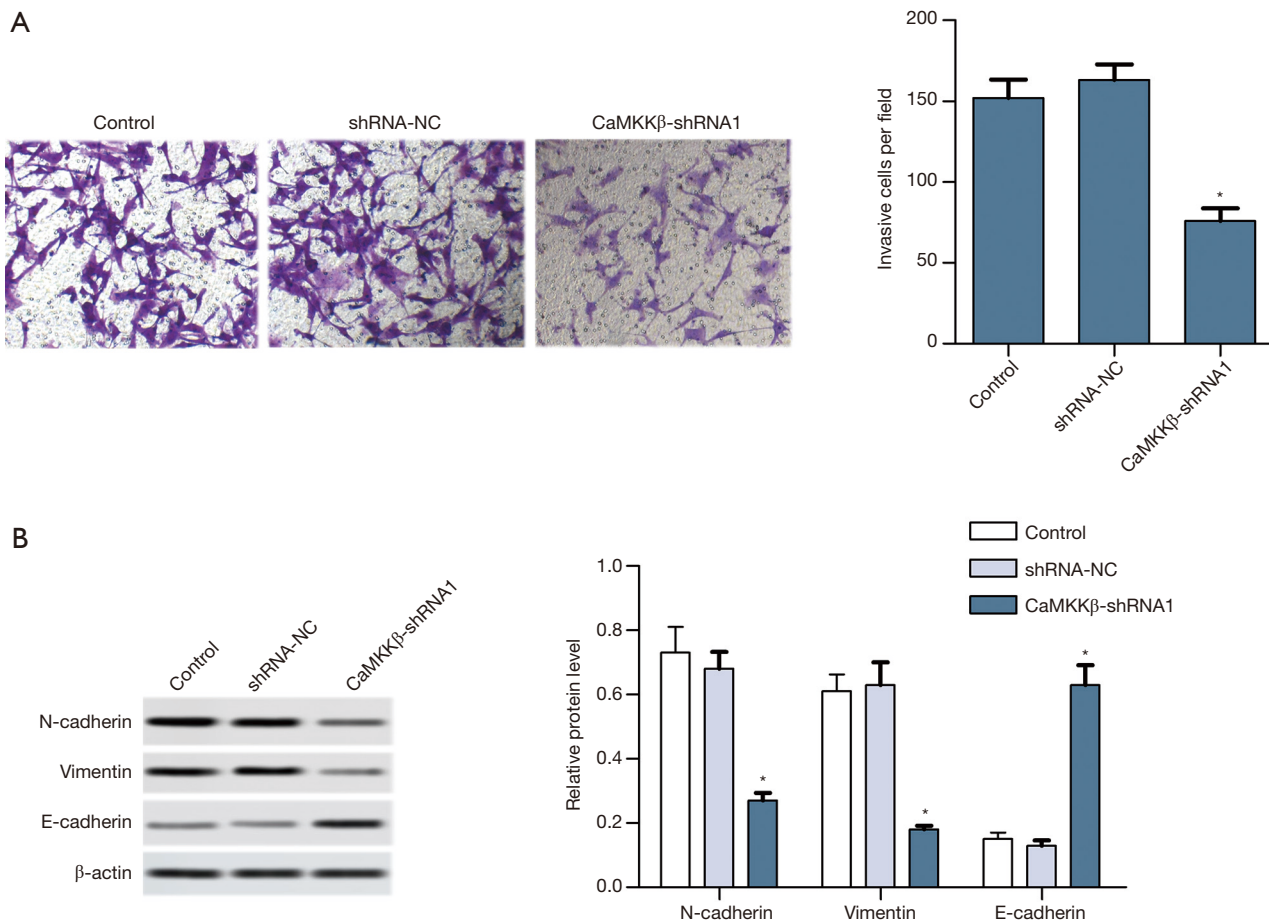 A
Control
shRNA-NC
CaMKKβ-shRNA1
Invasive cells per field
200
150
100
50
0
*
Control
shRNA-NC
CaMKKβ-shRNA1
B
Control
shRNA-NC
CaMKKβ-shRNA1
N-cadherin
Vimentin
E-cadherin
β-actin
Control
shRNA-NC
CaMKKβ-shRNA1
Relative protein level
1.0
0.8
0.6
0.4
0.2
0.0
*
*
*
N-cadherin
Vimentin
E-cadherin